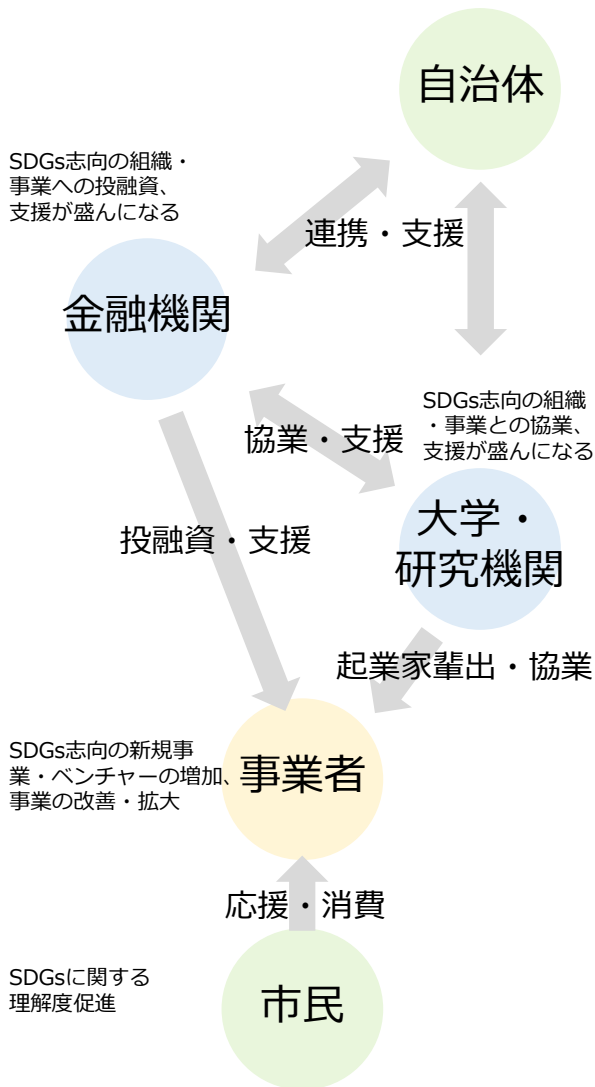 自治体
SDGs志向の組織・
事業への投融資、
支援が盛んになる
連携・支援
金融機関
SDGs志向の組織
・事業との協業、
支援が盛んになる
協業・支援
大学・
研究機関
投融資・支援
起業家輩出・協業
SDGs志向の新規事
業・ベンチャーの増加、
事業の改善・拡大
事業者
応援・消費
SDGsに関する
理解度促進
市民